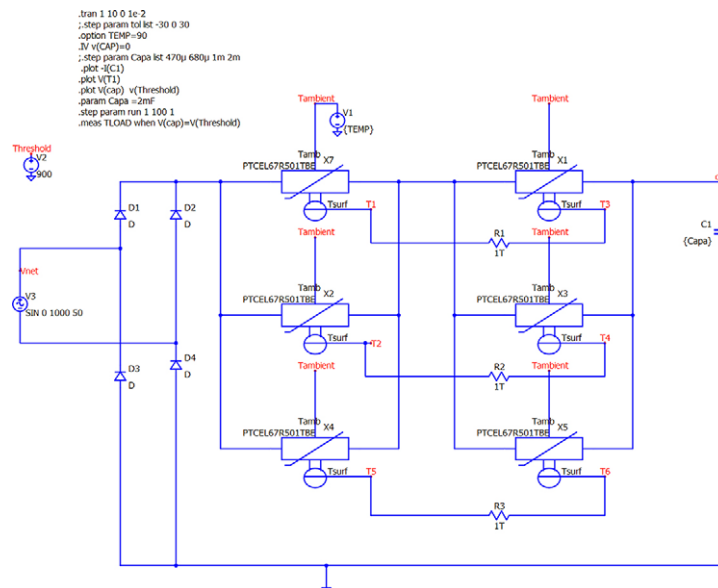 .tran 1 10 0 1e-2
;.step param tol list -30 0 30
.option TEMP=90
.IV v(CAP)=0
;.step param Capa list 470µ 680µ 1m 2m
.plot -I(C1)
.plot V(T1)
.plot V(cap) v(Threshold)
.param Capa =2mF
.step param run 1 100 1
.meas TLOAD when V(cap)=V(Threshold)
Tambient
Tambient
V1
{TEMP}
Threshold
V2
900
Tamb
X7
PTCEL67R501TBE
Tamb
X1
PTCEL67R501TBE
D1
D
D2
D
Tsurf
T1
Tsurf
T3
R1
1T
C1
{Capa}
Tambient
Tambient
Vnet
V3
SIN 0 1000 50
Tamb
X2
PTCEL67R501TBE
Tamb
X3
PTCEL67R501TBE
Tsurf
T2
Tsurf
T4
D3
D
D4
D
R2
1T
Tambient
Tambient
Tamb
X4
PTCEL67R501TBE
Tamb
X5
PTCEL67R501TBE
Tsurf
T5
Tsurf
T6
R3
1T